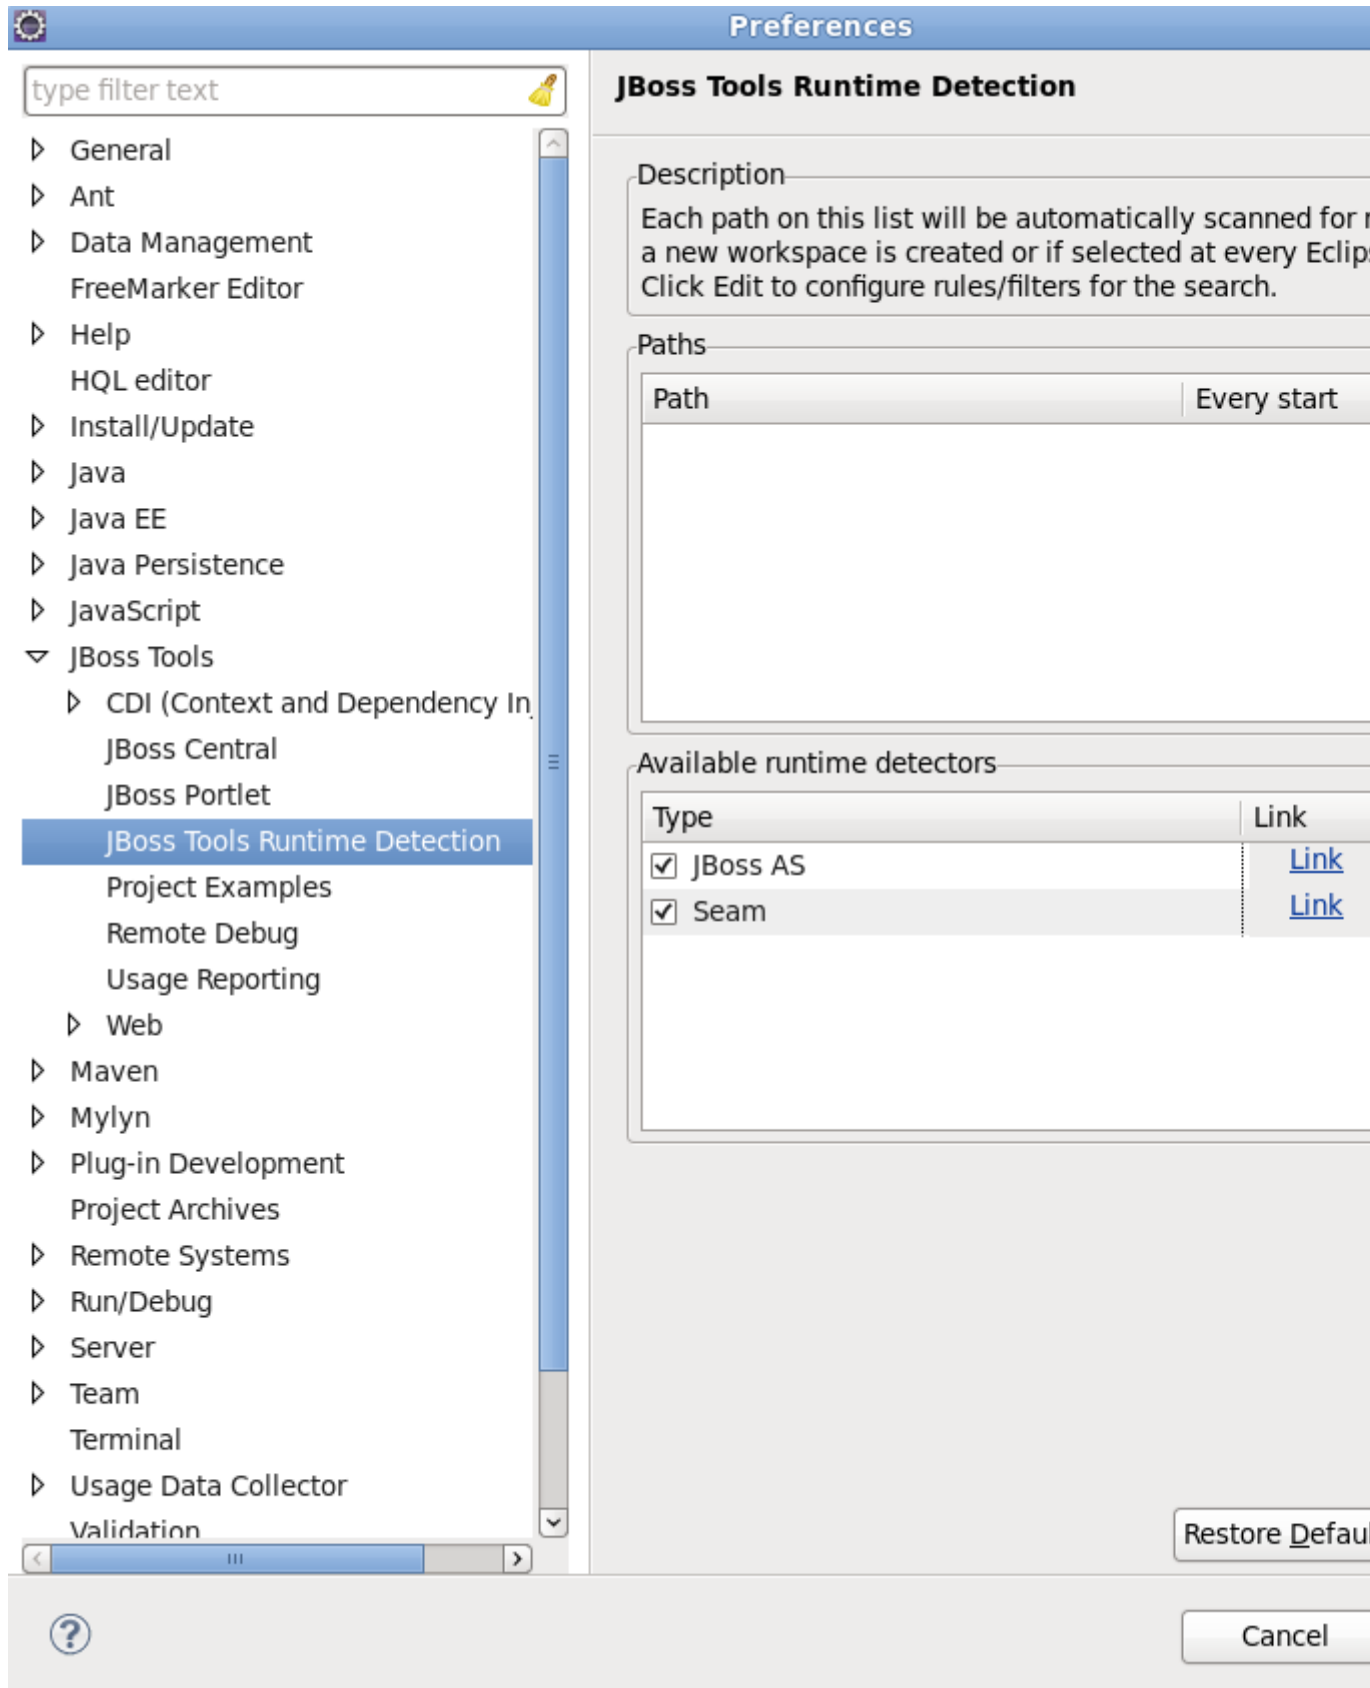 Preferences
type filter text
General
Ant
Data Management
FreeMarker Editor
Help
HQL editor
Install/Update
Java
Java EE
Java Persistence
JavaScript
JBoss Tools
CDI (Context and Dependency In
JBoss Central
JBoss Portlet
JBoss Tools Runtime Detection
Project Examples
Remote Debug
Usage Reporting
Web
Maven
Mylyn
Plug-in Development
Project Archives
Remote Systems
Run/Debug
Server
Team
Terminal
Usage Data Collector
Validation
JBoss Tools Runtime Detection
Description
Each path on this list will be automatically scanned for
a new workspace is created or if selected at every Eclip
Click Edit to configure rules/filters for the search.
Paths
Path Every start
Available runtime detectors
Type Link
JBoss AS Link
Seam Link
Restore Defau
Cancel